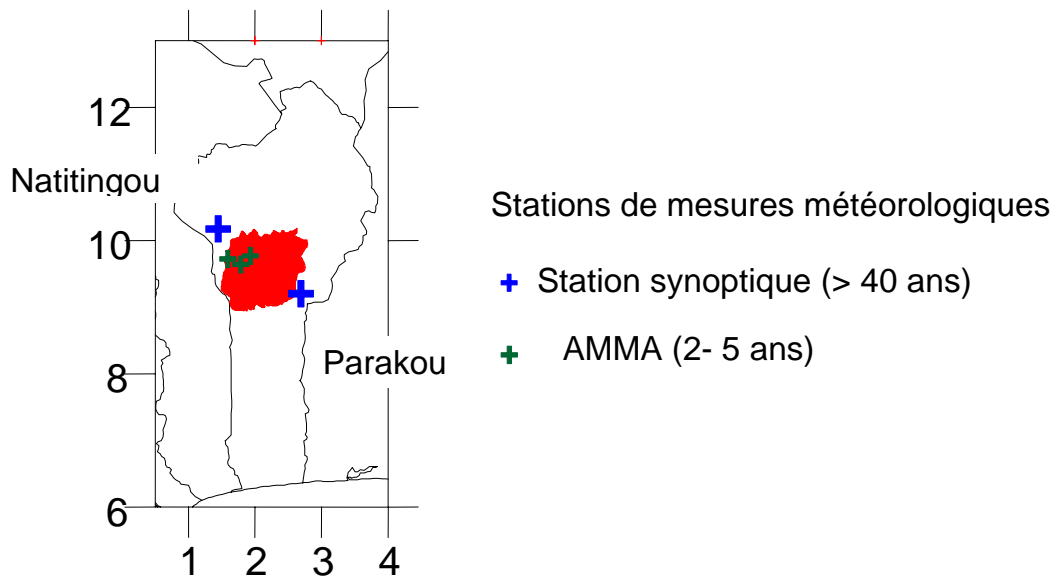 12
Natitingou
Stations de mesures météorologiques
10
Station synoptique (> 40 ans)
AMMA (2- 5 ans)
Parakou
8
6
1 2 3 4